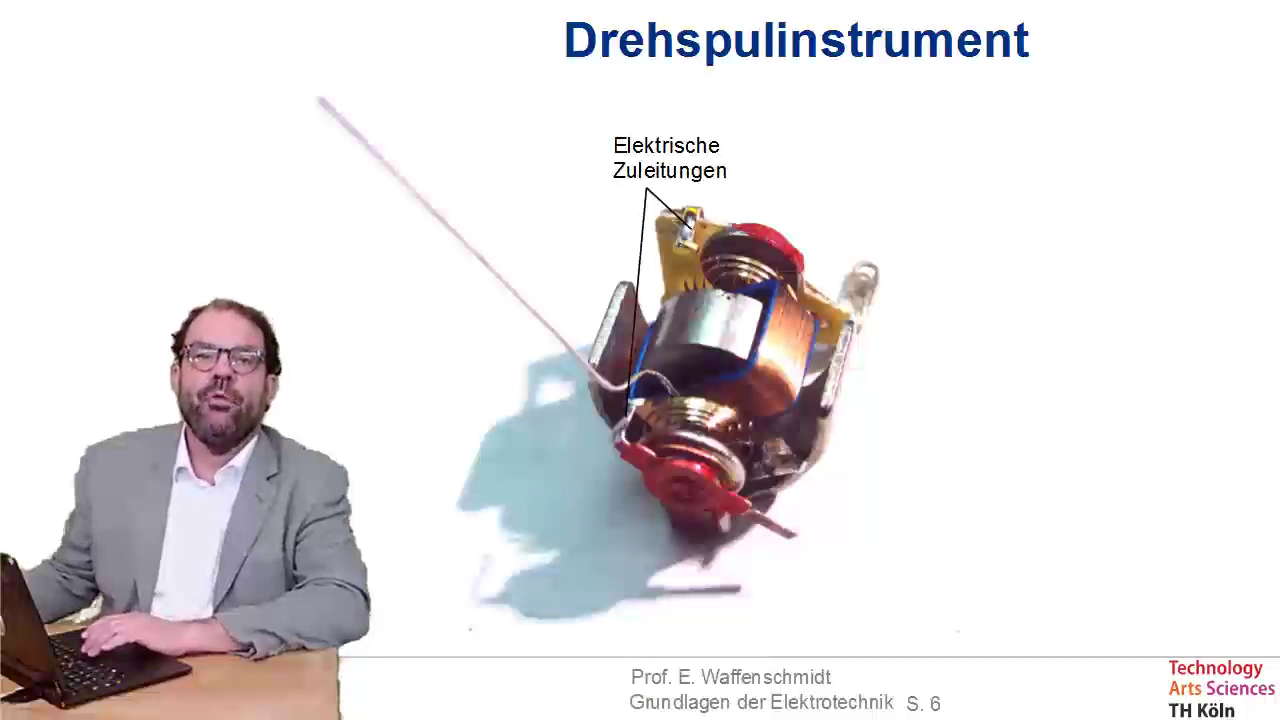 Drehspulinstrument
Elektrische
Zuleitungen
Prof. E. Waffenschmidt
Grundlagen der Elektrotechnik S. 6
Technology
Arts Sciences
TH Köln